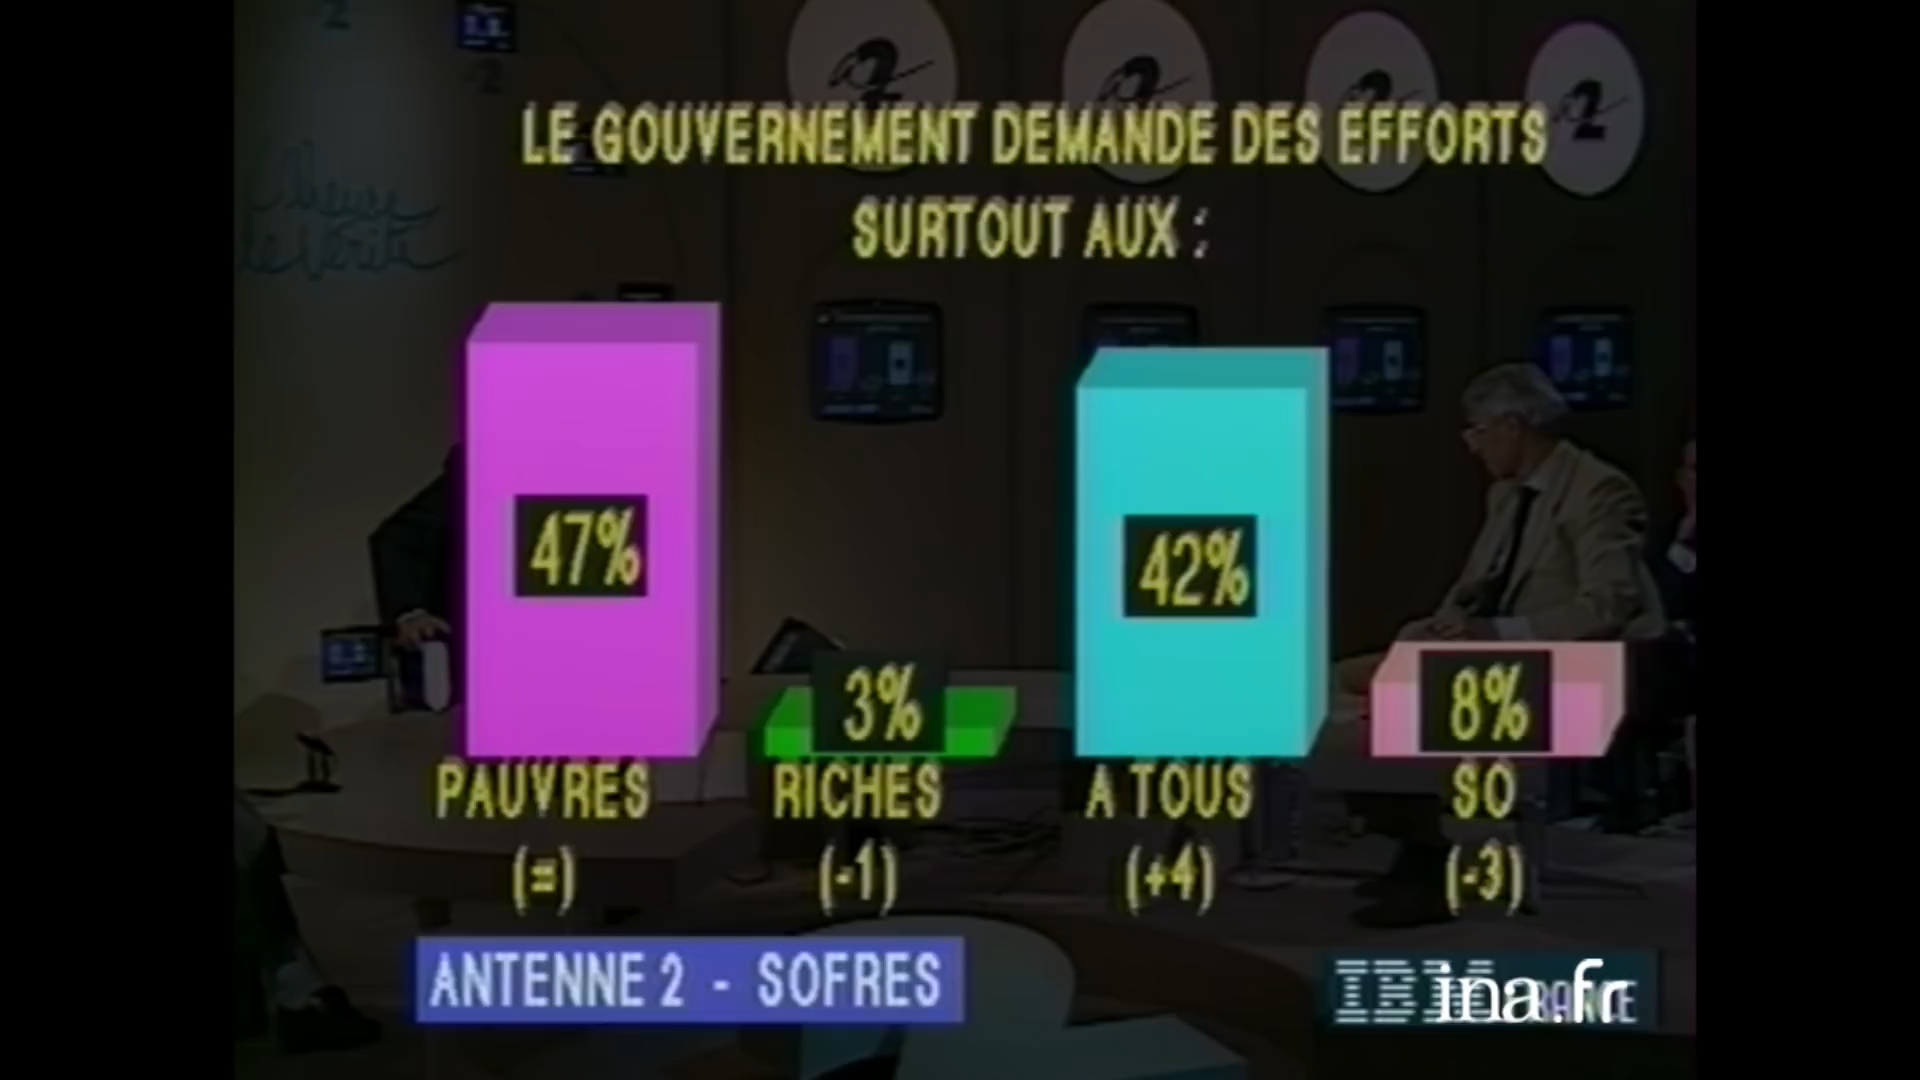 LE GOUVERNEMENT DEMANDE DES EFFORTS
SURTOUT AUX :
47%
3%
42%
8%
PAUVRES
RICHES
A TOUS
SO
(=)
(-1)
(+4)
(-3)
ANTENNE 2 - SOFRES
ina.fr